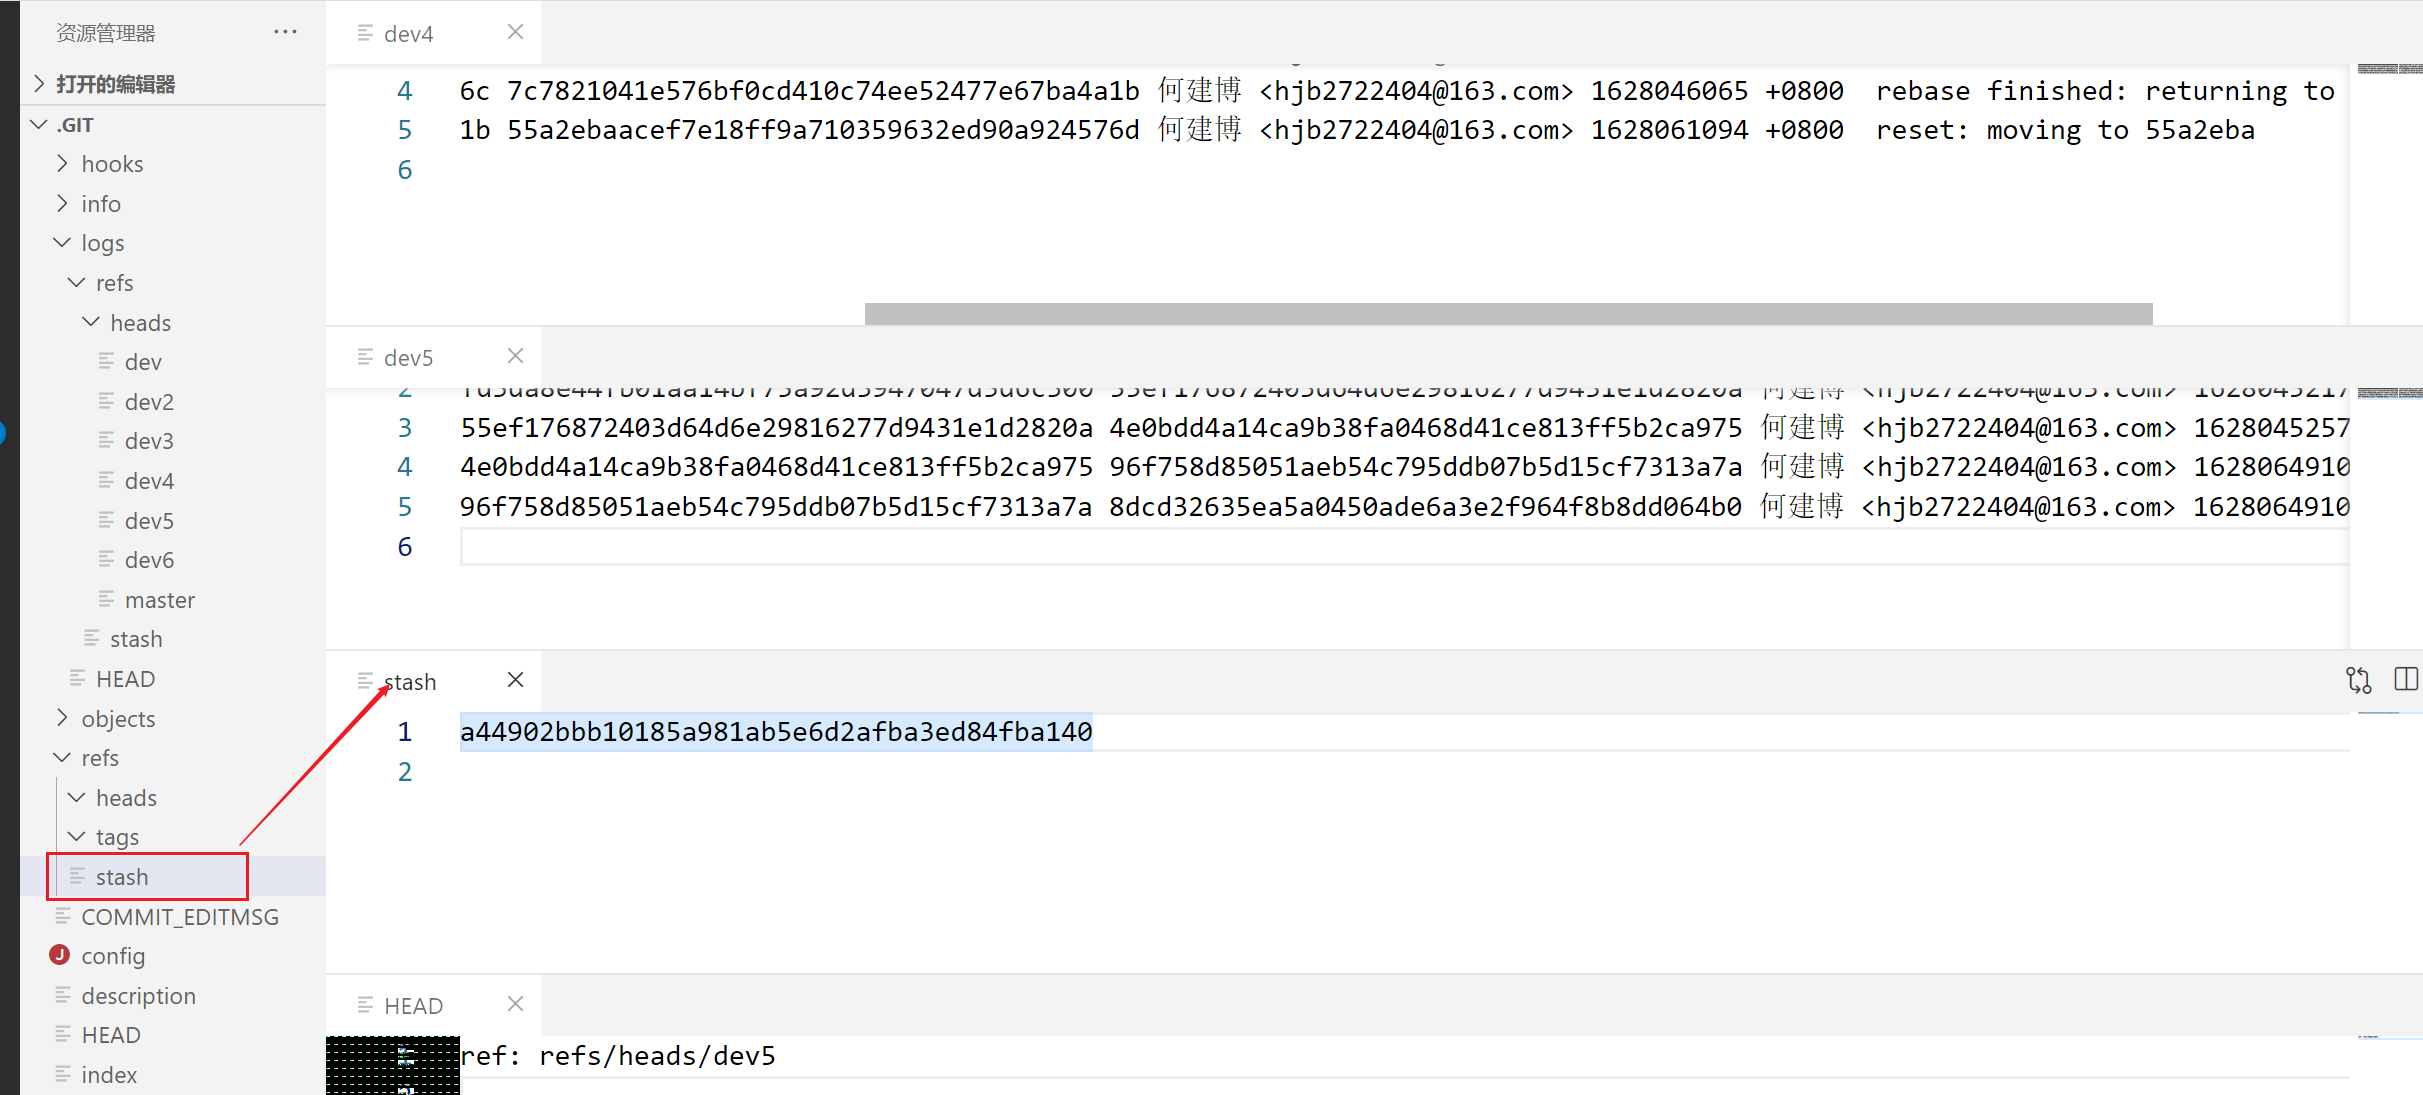 资源管理器 ···
打开的编辑器
.GIT
hooks
info
logs
refs
heads
dev
dev2
dev3
dev4
dev5
dev6
master
stash
HEAD
objects
refs
heads
tags
stash
COMMIT_EDITMSG
config
description
HEAD
index
dev4
4 6c 7c7821041e576bf0cd410c74ee52477e67ba4a1b 何建博 <hjb2722404@163.com> 1628046065 +0800 rebase finished: returning to
5 1b 55a2ebaacef7e18ff9a710359632ed90a924576d 何建博 <hjb2722404@163.com> 1628061094 +0800 reset: moving to 55a2eba
6
dev5
3 55ef176872403d64d6e29816277d9431e1d2820a 4e0bdd4a14ca9b38fa0468d41ce813ff5b2ca975 何建博 <hjb2722404@163.com> 1628045257
4 4e0bdd4a14ca9b38fa0468d41ce813ff5b2ca975 96f758d85051aeb54c795ddb07b5d15cf7313a7a 何建博 <hjb2722404@163.com> 1628064910
5 96f758d85051aeb54c795ddb07b5d15cf7313a7a 8dcd32635ea5a0450ade6a3e2f964f8b8dd064b0 何建博 <hjb2722404@163.com> 1628064910
6
stash
1 a44902bbb10185a981ab5e6d2afba3ed84fba140
2
HEAD
ref: refs/heads/dev5